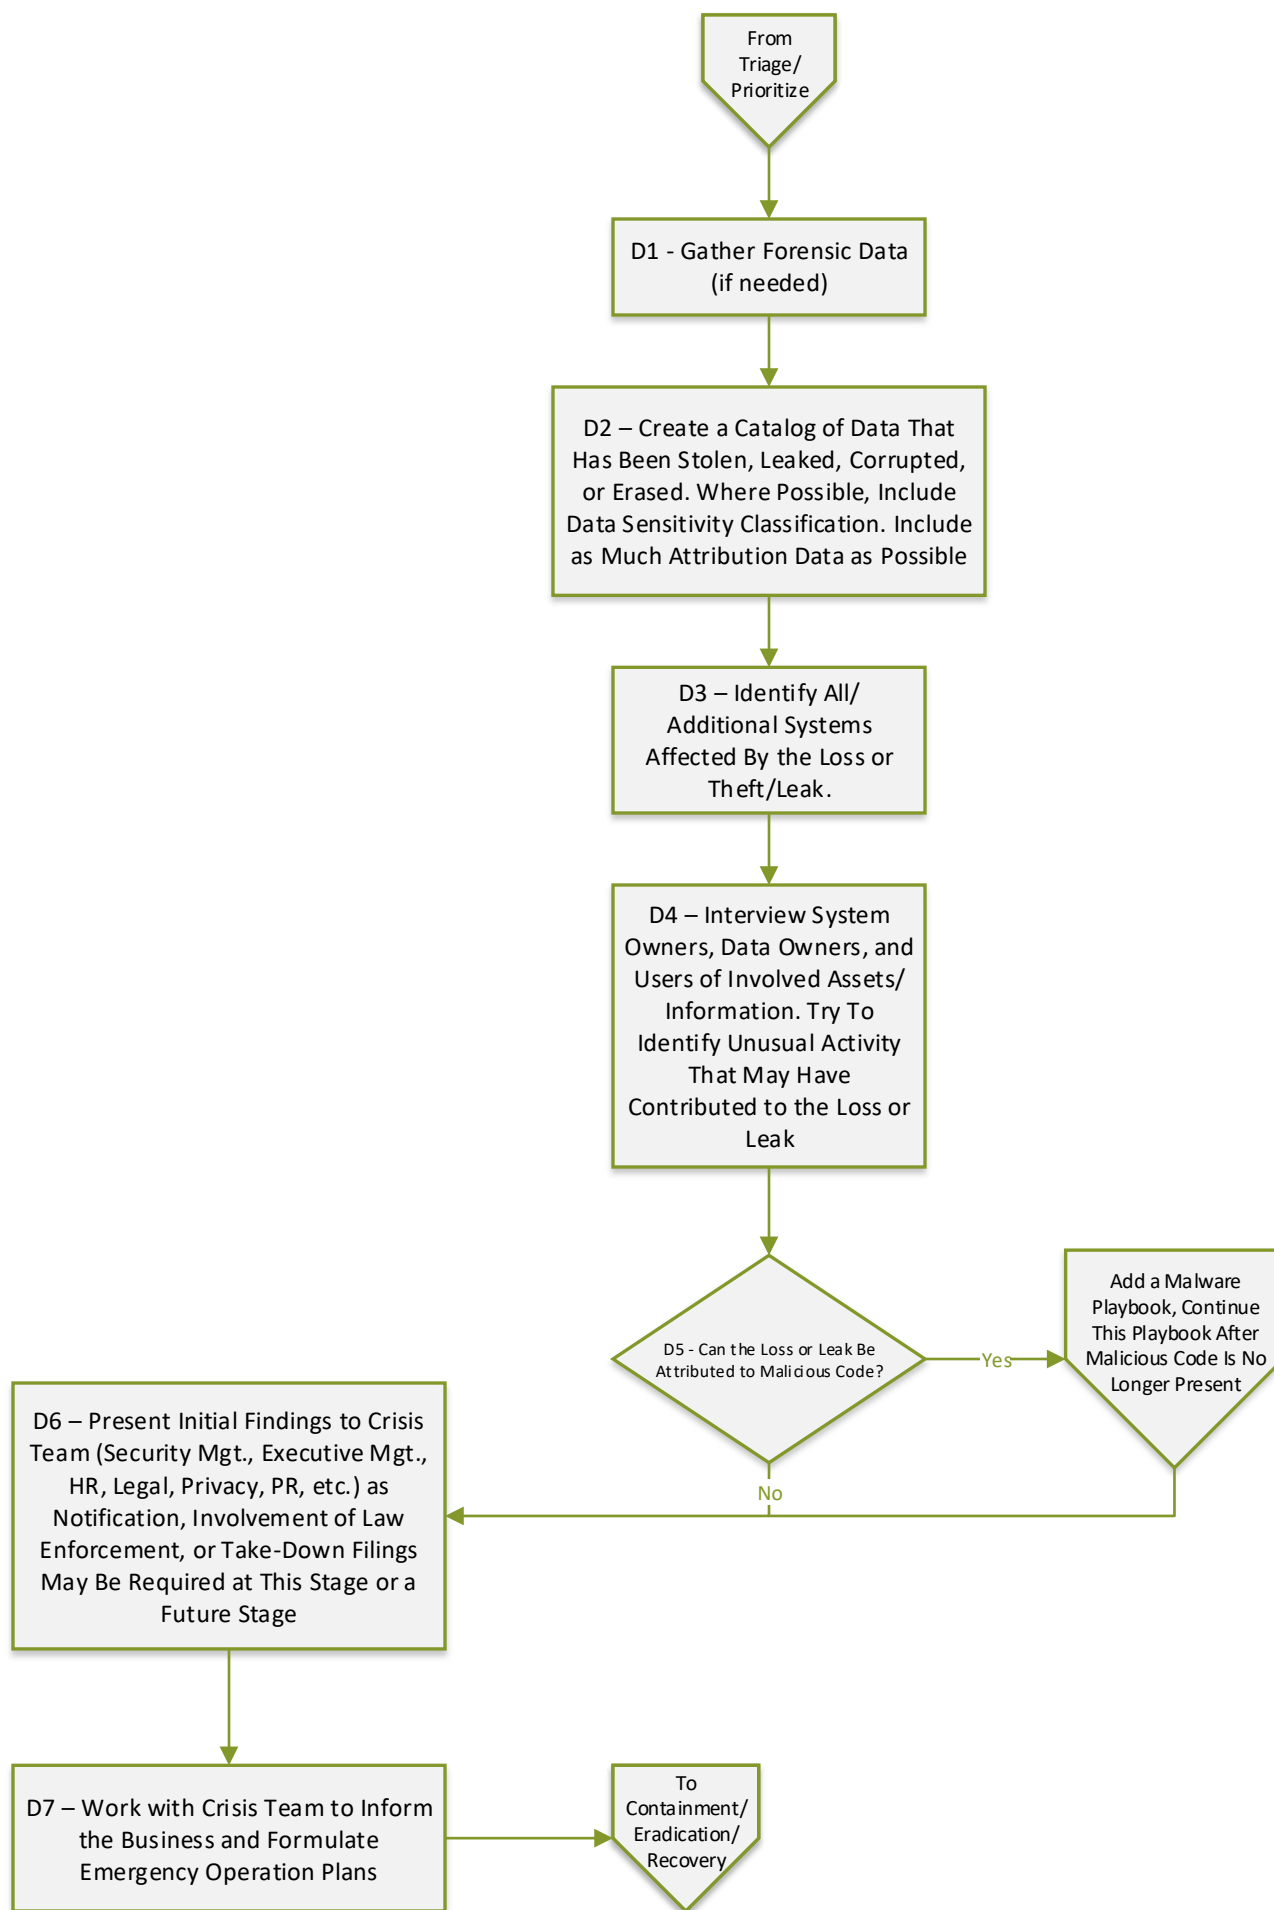 From
Triage/
Prioritize
D1 - Gather Forensic Data
(if needed)
D2 – Create a Catalog of Data That
Has Been Stolen, Leaked, Corrupted,
or Erased. Where Possible, Include
Data Sensitivity Classification. Include
as Much Attribution Data as Possible
D3 – Identify All/
Additional Systems
Affected By the Loss or
Theft/Leak.
D4 – Interview System
Owners, Data Owners, and
Users of Involved Assets/
Information. Try To
Identify Unusual Activity
That May Have
Contributed to the Loss or
Leak
D5 - Can the Loss or Leak Be
Attributed to Malicious Code?
Yes
Add a Malware
Playbook, Continue
This Playbook After
Malicious Code Is No
Longer Present
No
D6 – Present Initial Findings to Crisis
Team (Security Mgt., Executive Mgt.,
HR, Legal, Privacy, PR, etc.) as
Notification, Involvement of Law
Enforcement, or Take-Down Filings
May Be Required at This Stage or a
Future Stage
D7 – Work with Crisis Team to Inform
the Business and Formulate
Emergency Operation Plans
To
Containment/
Eradication/
Recovery